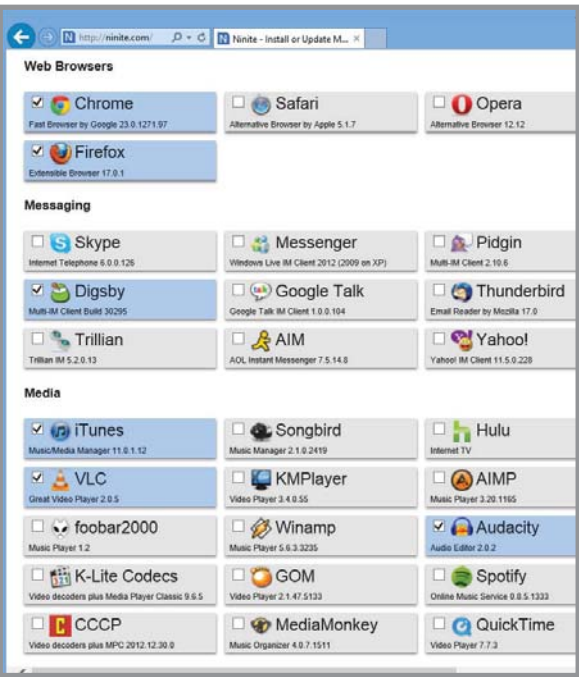 http://ninite.com/
Ninite - Install or Update M...
Web Browsers
Chrome
Fast Browser by Google 23.0.1271.97
Safari
Alternative Browser by Apple 5.1.7
Opera
Alternative Browser 12.12
Firefox
Extensible Browser 17.0.1
Messaging
Skype
Internet Telephone 6.0.0.126
Messenger
Windows Live IM Client 2012 (2009 on XP)
Pidgin
Multi-IM Client 2.10.6
Digsby
Multi-IM Client Build 30295
Google Talk
Google Talk IM Client 1.0.0.104
Thunderbird
Email Reader by Mozilla 17.0
Trillian
Trillian IM 5.2.0.13
AIM
AOL Instant Messenger 7.5.14.8
Yahoo!
Yahoo! IM Client 11.5.0.228
Media
iTunes
Music/Media Manager 11.0.1.12
Songbird
Music Manager 2.1.0.2419
Hulu
Internet TV
VLC
Great Video Player 2.0.5
KMPlayer
Video Player 3.4.0.55
AIMP
Music Player 3.20.1165
foobar2000
Music Player 1.2
Winamp
Music Player 5.6.3.3235
Audacity
Audio Editor 2.0.2
K-Lite Codecs
Video decoders plus Media Player Classic 9.6.5
GOM
Video Player 2.1.47.5133
Spotify
Online Music Service 0.8.5.1333
CCCP
Video decoders plus MPC 2012.12.30.0
MediaMonkey
Music Organizer 4.0.7.1511
QuickTime
Video Player 7.7.3